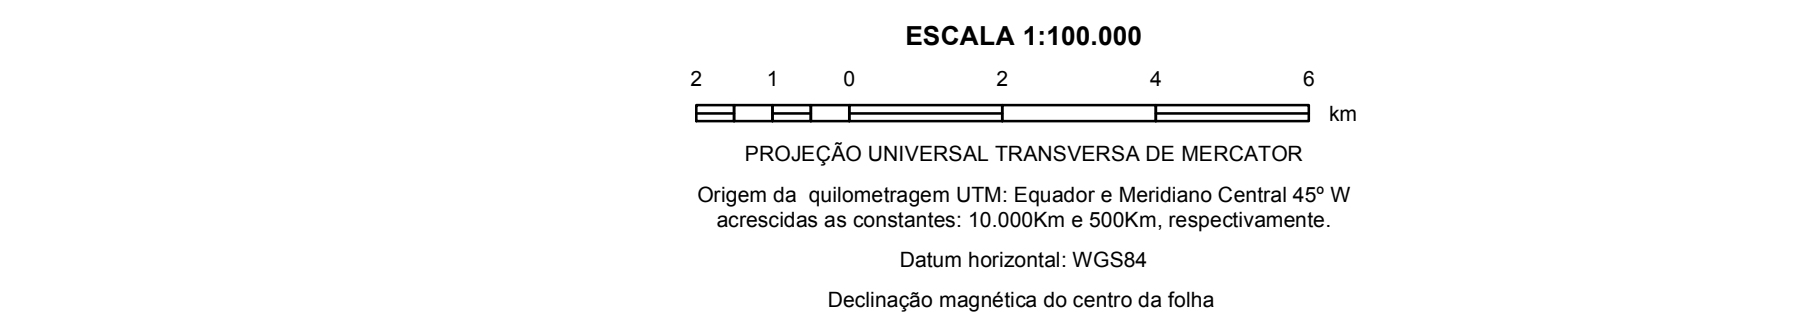 ESCALA 1:100.000
2 1 0 2 4 6
km
PROJEÇÃO UNIVERSAL TRANSVERSA DE MERCATOR
Origem da  quilometragem UTM: Equador e Meridiano Central 45º W
acrescidas as constantes: 10.000Km e 500Km, respectivamente.
Datum horizontal: WGS84
Declinação magnética do centro da folha